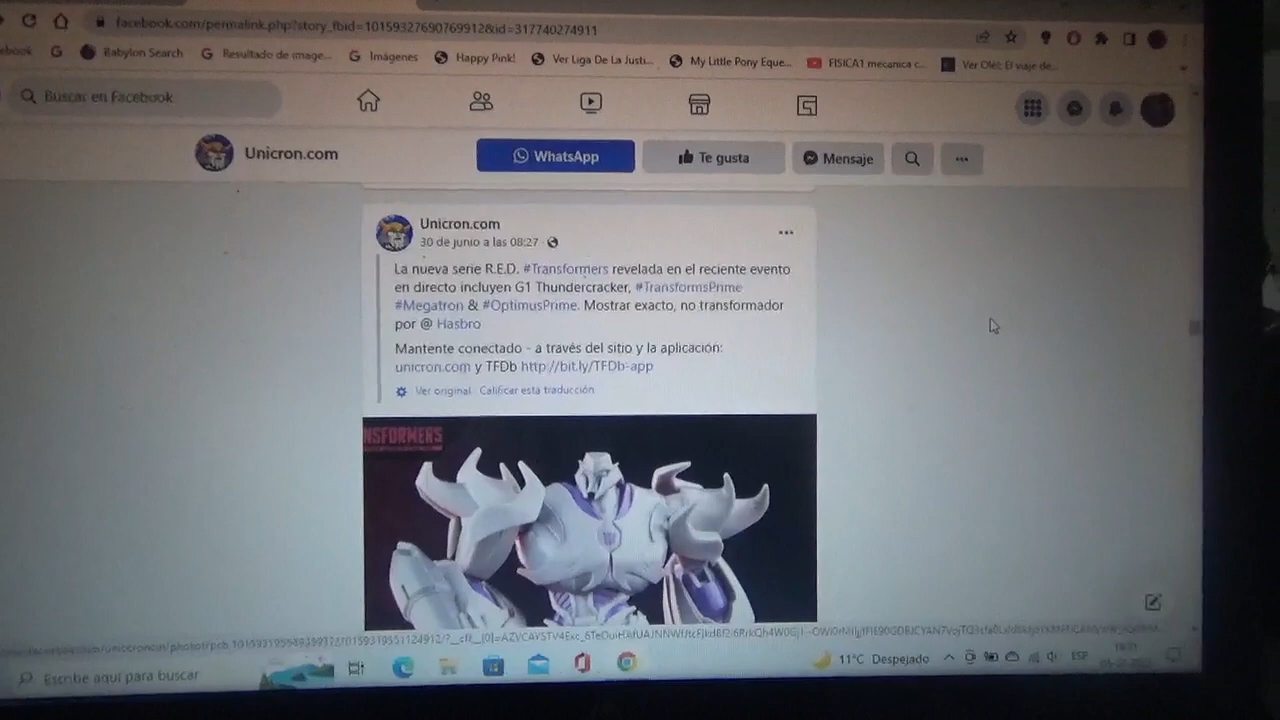 facebook.com/permalink.php?story_fbid=10159327690769912&id=317740274911
ebook
Babylon Search
Resultado de image...
Imágenes
Happy Pink!
Ver Liga De La Justi...
My Little Pony Eque...
FISICA1 mecanica c...
Ver Olé: El viaje de...
Buscar en Facebook
Unicron.com
WhatsApp
Te gusta
Mensaje
Unicron.com
30 de junio a las 08:27
La nueva serie R.E.D. #Transformers revelada en el reciente evento
en directo incluyen G1 Thundercracker, #TransformsPrime
#Megatron & #OptimusPrime. Mostrar exacto, no transformador
por @ Hasbro
Mantente conectado - a través del sitio y la aplicación:
unicron.com y TFDb http://bit.ly/TFDb-app
Ver original · Calificar esta traducción
NSFORMERS
Escribe aquí para buscar
11°C Despejado
ESP